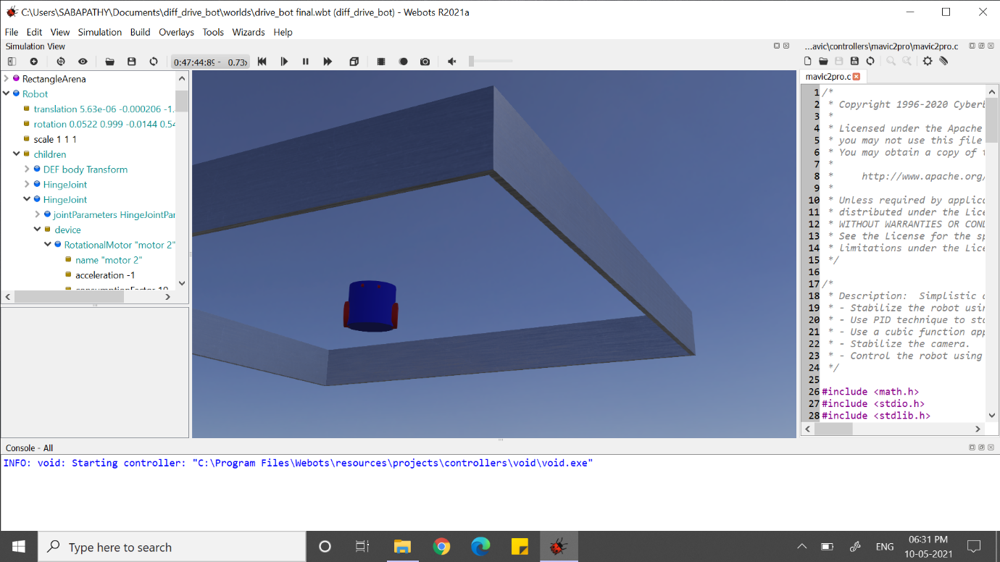 C:\Users\SABAPATHY\Documents\diff_drive_bot\worlds\drive_bot final.wbt (diff_drive_bot) - Webots R2021a
File Edit View Simulation Build Overlays Tools Wizards Help
Simulation View
0:47:44:89 - 0.73x
RectangleArena
Robot
translation 5.63e-06 -0.000206 -1.
rotation 0.0522 0.999 -0.0144 0.54
scale 1 1 1
children
DEF body Transform
HingeJoint
HingeJoint
jointParameters HingeJointPar
device
RotationalMotor "motor 2"
name "motor 2"
acceleration -1
consumptionFactor 10
...avic\controllers\mavic2pro\mavic2pro.c
mavic2pro.c
1 /*
2 * Copyright 1996-2020 Cyberb
3 *
4 * Licensed under the Apache
5 * you may not use this file
6 * You may obtain a copy of t
7 *
8 * http://www.apache.org/
9 *
10 * Unless required by applica
11 * distributed under the Lice
12 * WITHOUT WARRANTIES OR COND
13 * See the License for the sp
14 * limitations under the Lice
15 */
16
17 /*
18 * Description: Simplistic d
19 * - Stabilize the robot usin
20 * - Use PID technique to sta
21 * - Use a cubic function app
22 * - Stabilize the camera.
23 * - Control the robot using
24 */
25
26 #include <math.h>
27 #include <stdio.h>
28 #include <stdlib.h>
Console - All
INFO: void: Starting controller: "C:\Program Files\Webots\resources\projects\controllers\void\void.exe"
Type here to search
ENG
06:31 PM
10-05-2021